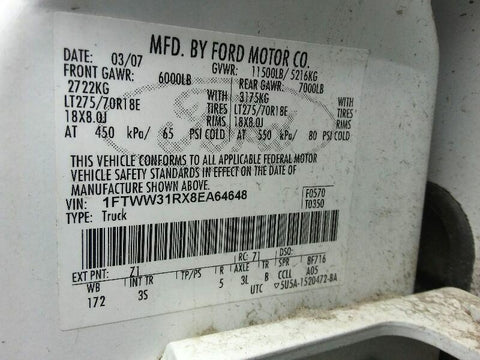 MFD. BY FORD MOTOR CO.
DATE: 03/07 GVWR: 11500LB/ 5216KG
FRONT GAWR: 6000LB REAR GAWR: 7000LB
2722KG WITH 3175KG WITH
LT275/70R18E TIRES LT275/70R18E TIRES
18X8.0J RIMS 18X8.0J RIMS
AT 450 kPa/ 65 PSI COLD AT 550 kPa/ 80 PSI COLD
THIS VEHICLE CONFORMS TO ALL APPLICABLE FEDERAL MOTOR
VEHICLE SAFETY STANDARDS IN EFFECT ON THE DATE OF
MANUFACTURE SHOWN ABOVE.
VIN: 1FTWW31RX8EA64648 F0570
TYPE: Truck T0350
RC: 71 DSO:
EXT PNT: Z1
WB INT TR TP/PS R AXLE TR SPR BF716
172 3S 5 3L B CCLL A05
UTC ▽5U5A-1520472-BA
Ford